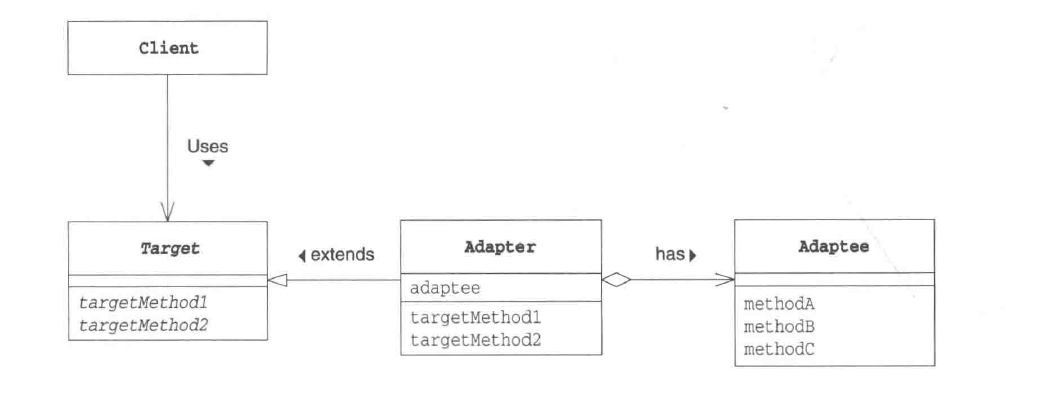 Client
Uses
Target
targetMethod1
targetMethod2
extends
Adapter
adaptee
targetMethod1
targetMethod2
has
Adaptee
methodA
methodB
methodC